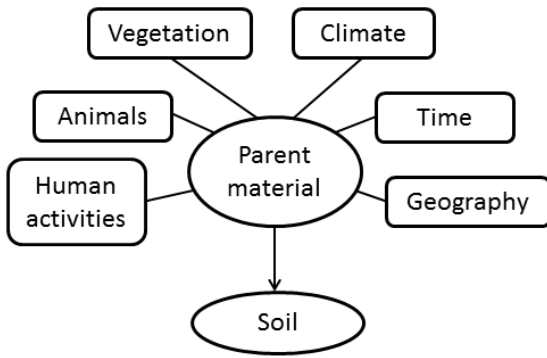 Vegetation
Climate
Animals
Time
Parent
material
Human
activities
Geography
Soil